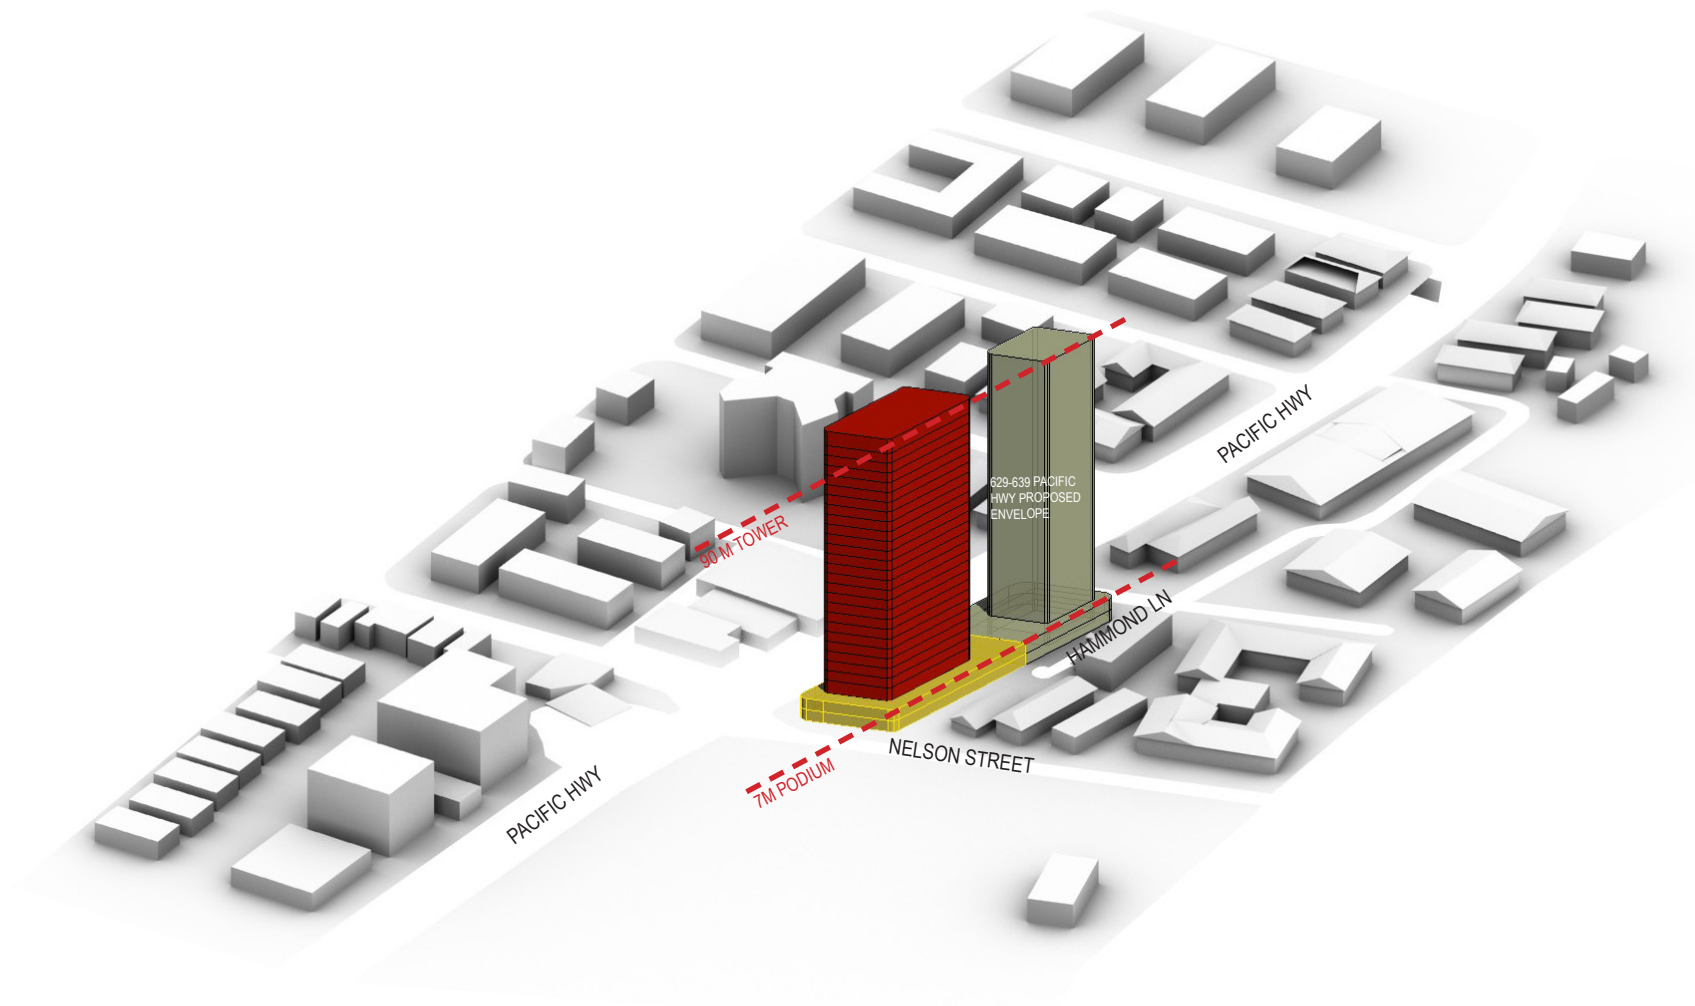 PACIFIC HWY
629-639 PACIFIC
HWY PROPOSED
ENVELOPE
90 M TOWER
HAMMOND LN
NELSON STREET
7M PODIUM
PACIFIC HWY